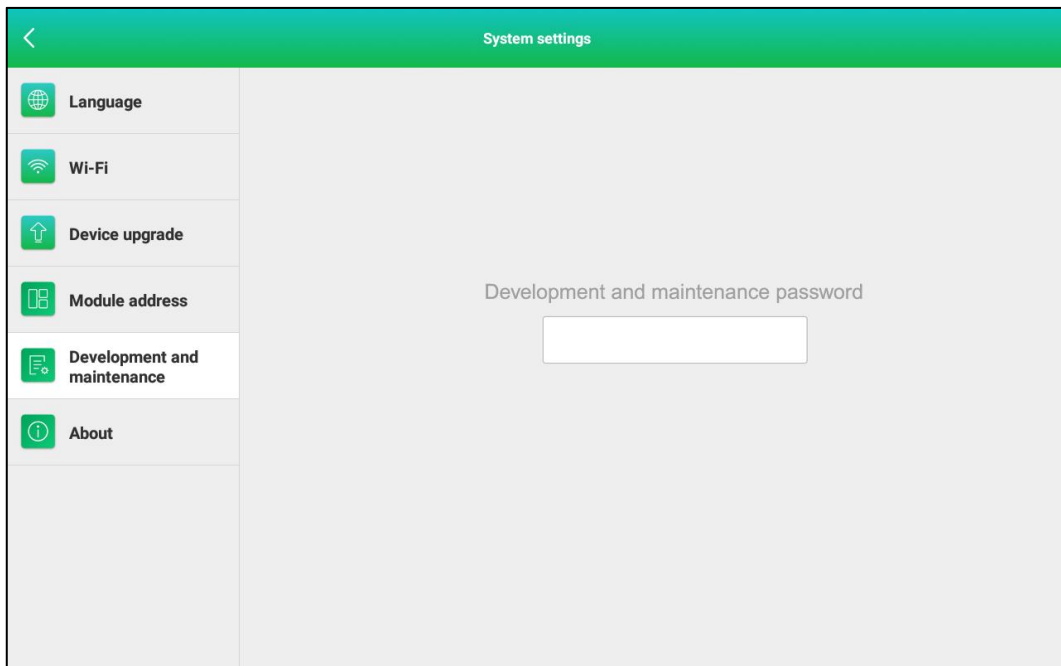 System settings
Language
Wi-Fi
Device upgrade
Module address
Development and
maintenance
About
Development and maintenance password